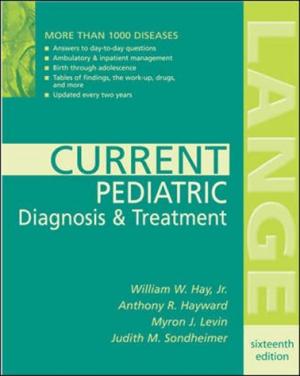 MORE THAN 1000 DISEASES
Answers to day-to-day questions
Ambulatory & inpatient management
Birth through adolescence
Tables of findings, the work-up, drugs,
and more
Updated every two years
LANGE
CURRENT
PEDIATRIC
Diagnosis & Treatment
William W. Hay, Jr.
Anthony R. Hayward
Myron J. Levin
Judith M. Sondheimer
sixteenth
edition